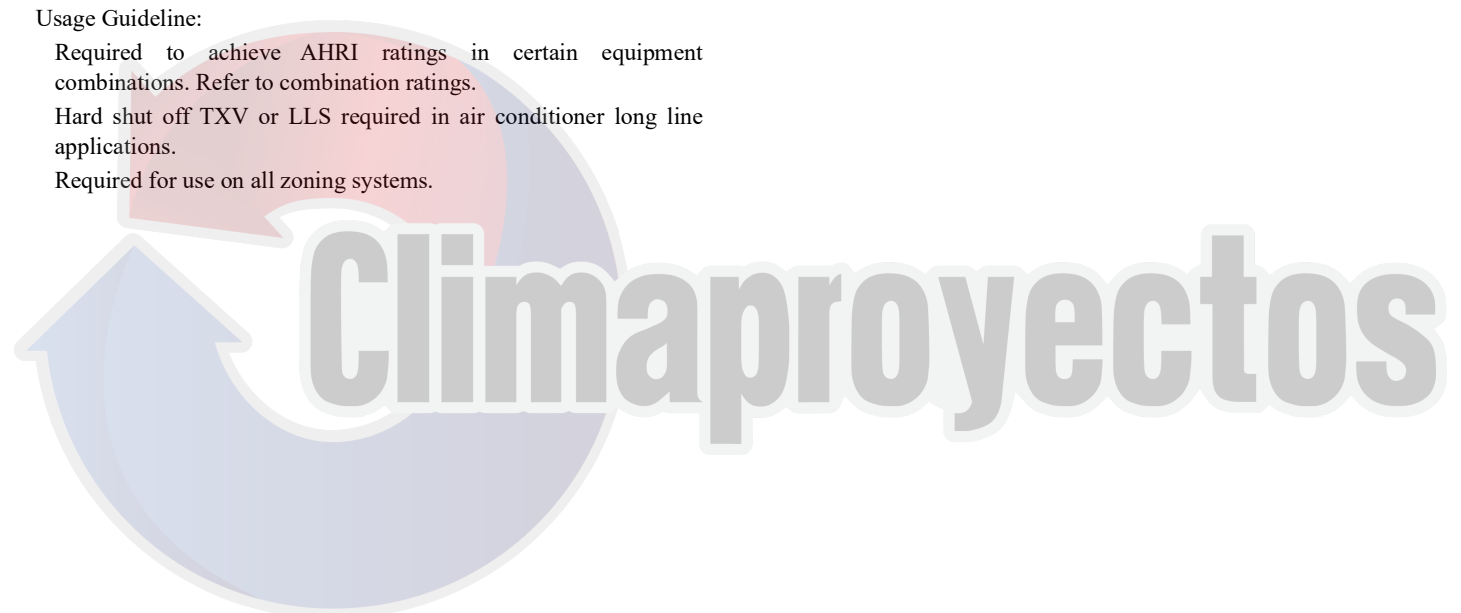 Usage Guideline:
Required to achieve AHRI ratings in certain equipment
combinations. Refer to combination ratings.
Hard shut off TXV or LLS required in air conditioner long line
applications.
Required for use on all zoning systems.
Climaproyectos